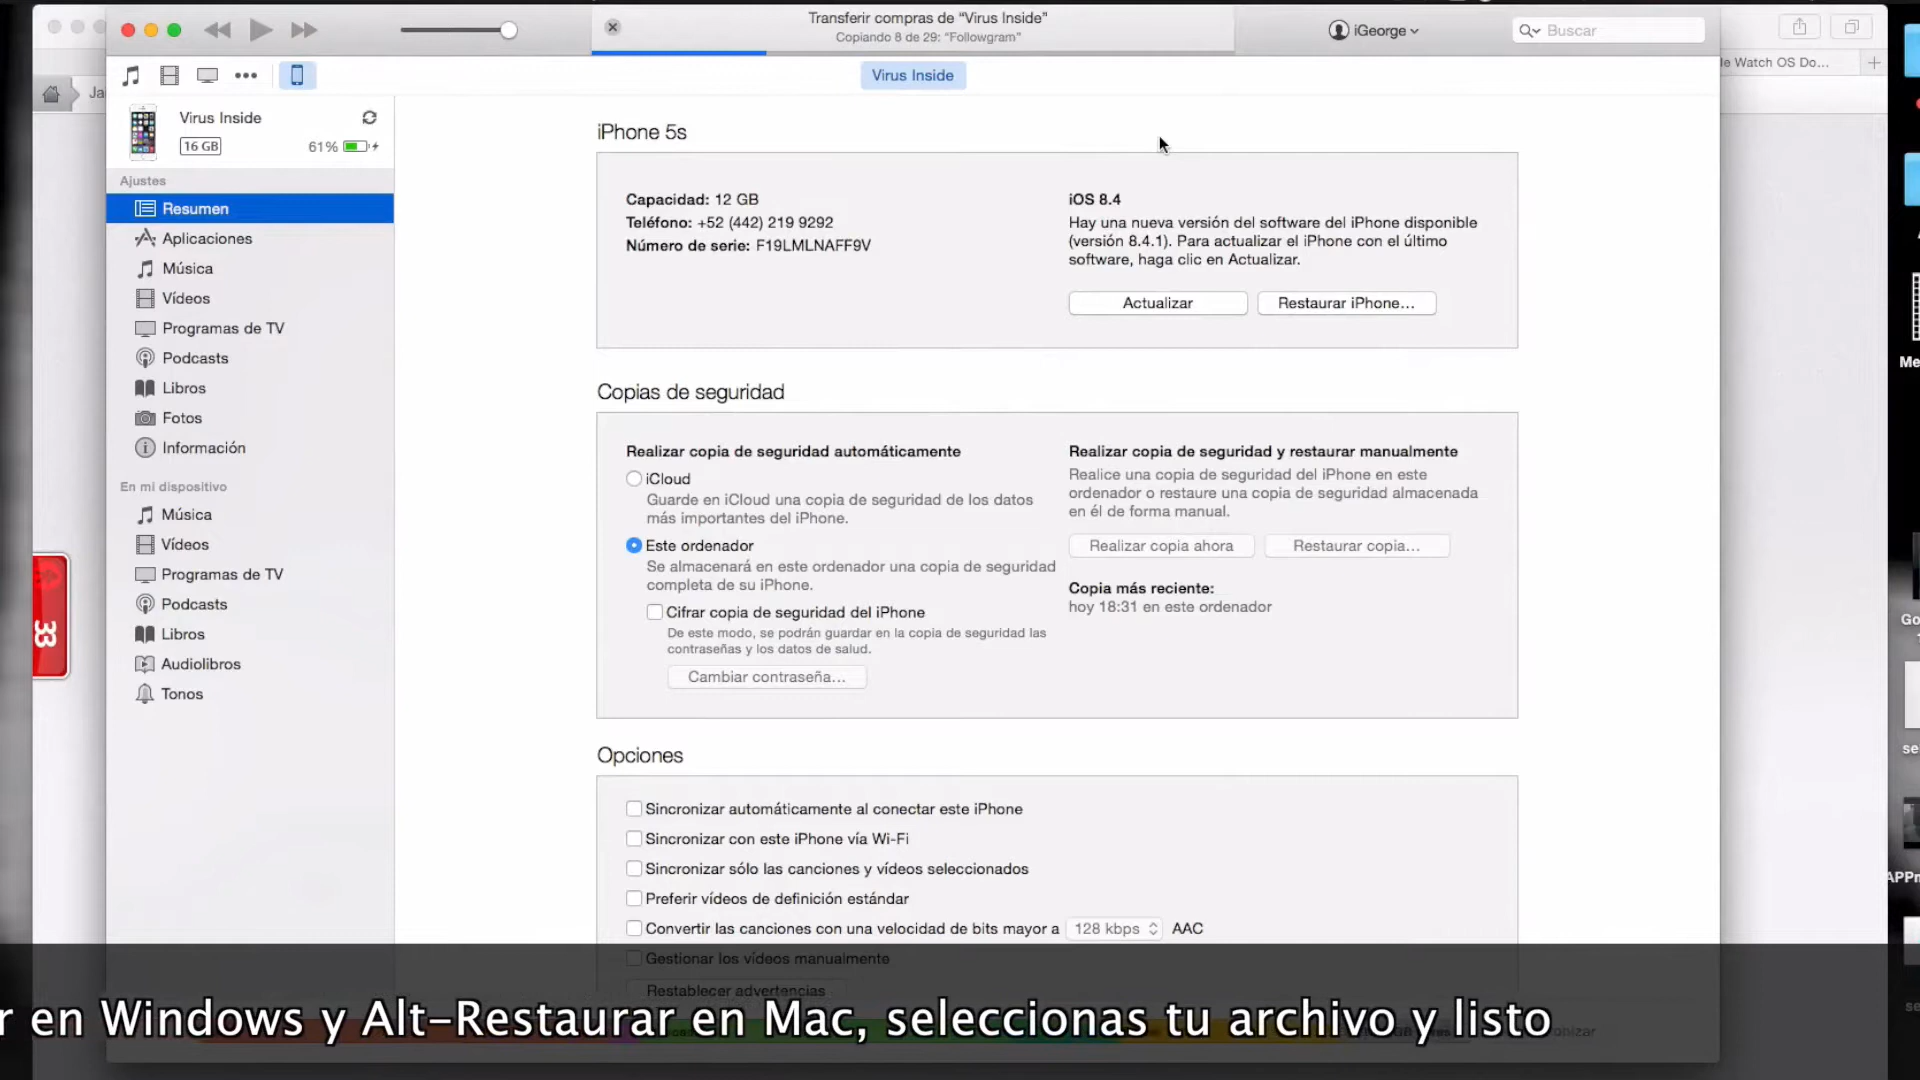 Transferir compras de “Virus Inside”
Copiando 8 de 29: “Followgram”
iGeorge
Buscar
le Watch OS Do...
Ja
Virus Inside
Virus Inside
16 GB
61%
Ajustes
Resumen
Aplicaciones
Música
Vídeos
Programas de TV
Podcasts
Libros
Fotos
Información
En mi dispositivo
Música
Vídeos
Programas de TV
Podcasts
Libros
Audiolibros
Tonos
iPhone 5s
Capacidad: 12 GB
Teléfono: +52 (442) 219 9292
Número de serie: F19LMLNAFF9V
iOS 8.4
Hay una nueva versión del software del iPhone disponible
(versión 8.4.1). Para actualizar el iPhone con el último
software, haga clic en Actualizar.
Actualizar
Restaurar iPhone...
Copias de seguridad
Realizar copia de seguridad automáticamente
iCloud
Guarde en iCloud una copia de seguridad de los datos
más importantes del iPhone.
Este ordenador
Se almacenará en este ordenador una copia de seguridad
completa de su iPhone.
Cifrar copia de seguridad del iPhone
De este modo, se podrán guardar en la copia de seguridad las
contraseñas y los datos de salud.
Cambiar contraseña...
Realizar copia de seguridad y restaurar manualmente
Realice una copia de seguridad del iPhone en este
ordenador o restaure una copia de seguridad almacenada
en él de forma manual.
Realizar copia ahora
Restaurar copia...
Copia más reciente:
hoy 18:31 en este ordenador
Opciones
Sincronizar automáticamente al conectar este iPhone
Sincronizar con este iPhone vía Wi-Fi
Sincronizar sólo las canciones y vídeos seleccionados
Preferir vídeos de definición estándar
Convertir las canciones con una velocidad de bits mayor a 128 kbps AAC
Gestionar los vídeos manualmente
Restablecer advertencias
r en Windows y Alt-Restaurar en Mac, seleccionas tu archivo y listo
33
Me
Go
se
APPm
se